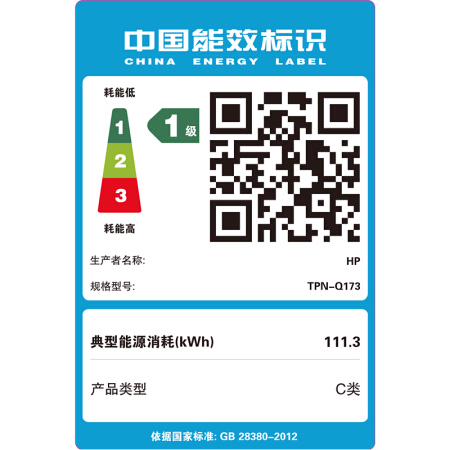 中国能效标识
CHINA ENERGY LABEL
耗能低
1
2
3
耗能高
1级
生产者名称: HP
规格型号: TPN-Q173
典型能源消耗(kWh) 111.3
产品类型 C类
依据国家标准: GB 28380-2012